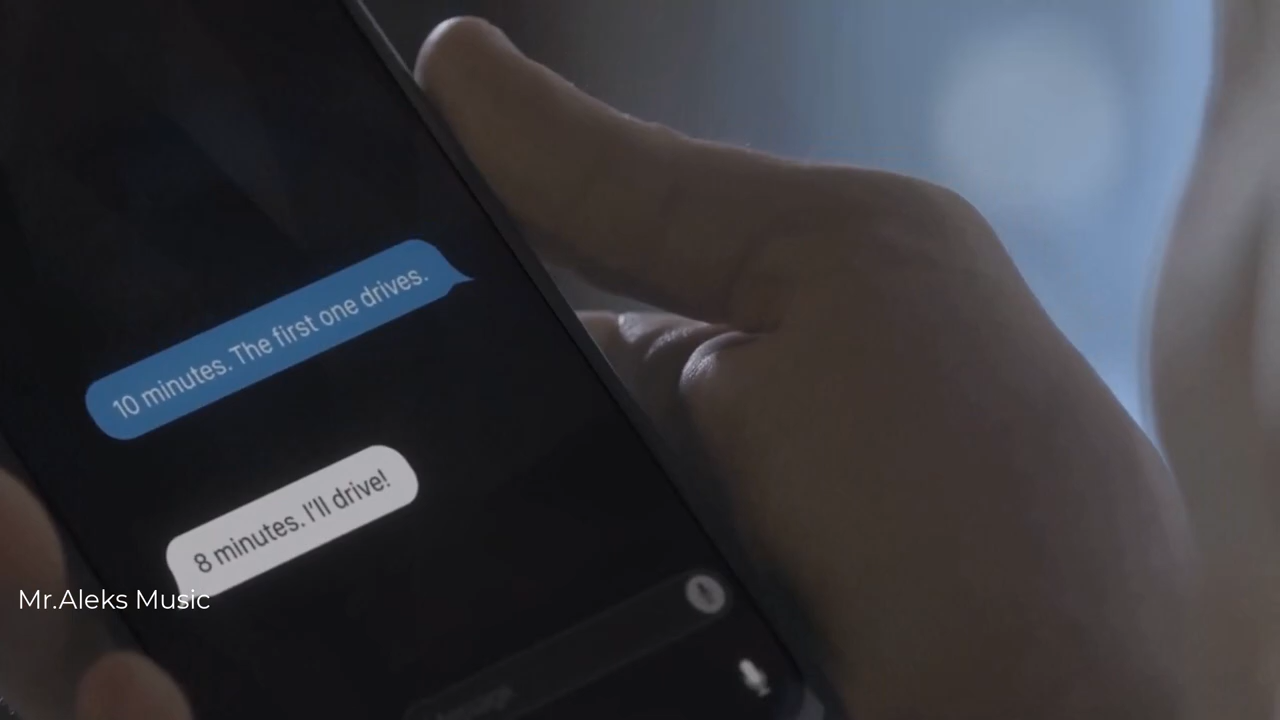 10 minutes. The first one drives.
8 minutes. I'll drive!
Mr.Aleks Music